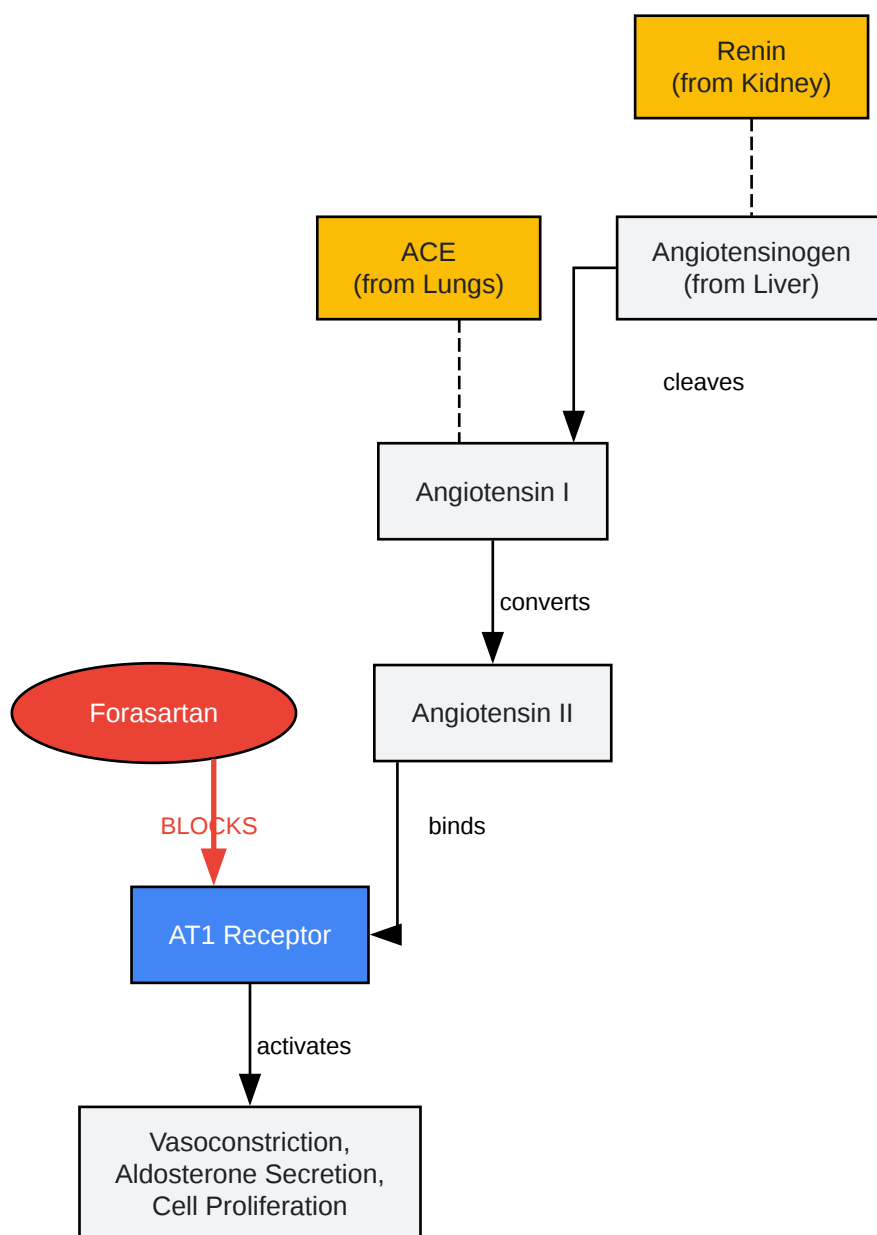 Renin
(from Kidney)
ACE
(from Lungs)
Angiotensinogen
(from Liver)
cleaves
Angiotensin I
converts
Forasartan
Angiotensin II
BLOCKS
binds
AT1 Receptor
activates
Vasoconstriction,
Aldosterone Secretion,
Cell Proliferation